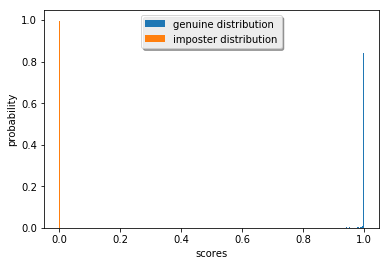 genuine distribution
imposter distribution
1.0
0.8
0.6
0.4
0.2
0.0
probability
0.0 0.2 0.4 0.6 0.8 1.0
scores